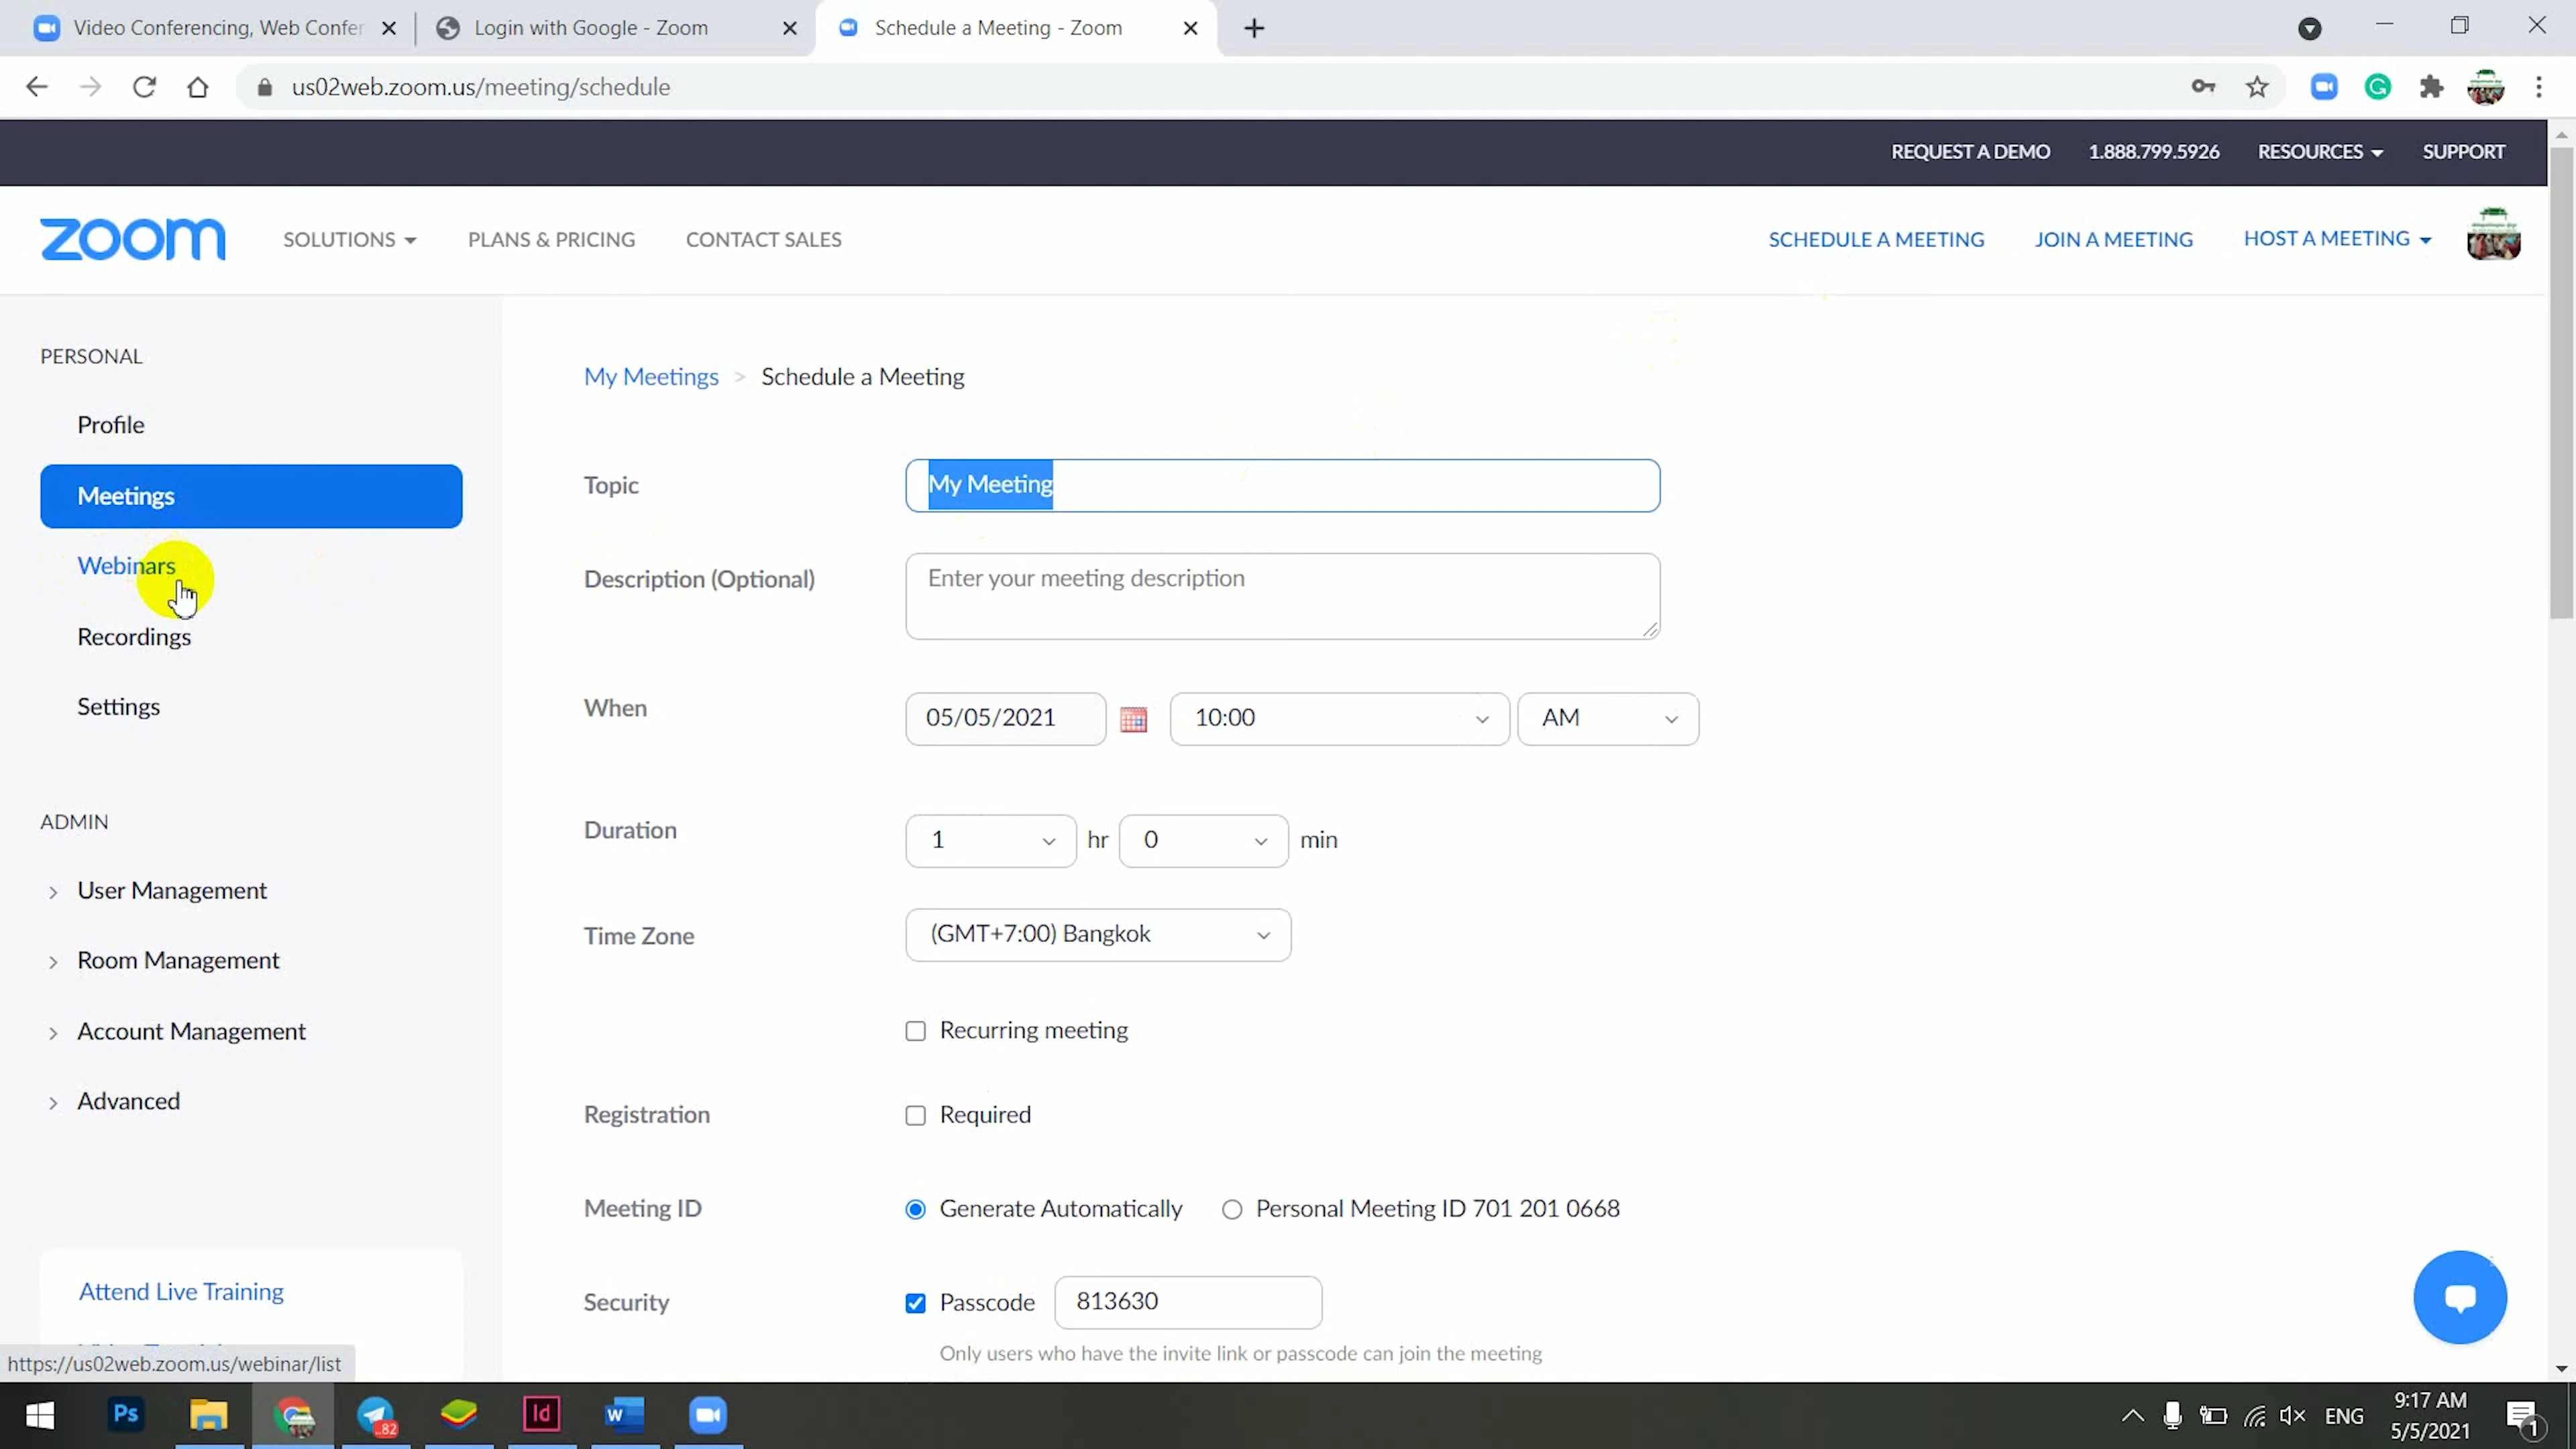 Video Conferencing, Web Confer
Login with Google - Zoom
Schedule a Meeting - Zoom
us02web.zoom.us/meeting/schedule
REQUEST A DEMO 1.888.799.5926 RESOURCES SUPPORT
zoom SOLUTIONS PLANS & PRICING CONTACT SALES SCHEDULE A MEETING JOIN A MEETING HOST A MEETING
PERSONAL
Profile
Meetings
Webinars
Recordings
Settings
ADMIN
User Management
Room Management
Account Management
Advanced
Attend Live Training
https://us02web.zoom.us/webinar/list
My Meetings > Schedule a Meeting
Topic My Meeting
Description (Optional) Enter your meeting description
When 05/05/2021 10:00 AM
Duration 1 hr 0 min
Time Zone (GMT+7:00) Bangkok
Recurring meeting
Registration Required
Meeting ID Generate Automatically Personal Meeting ID 701 201 0668
Security Passcode 813630
Only users who have the invite link or passcode can join the meeting
Ps ..82 Id W ENG 9:17 AM
5/5/2021 1